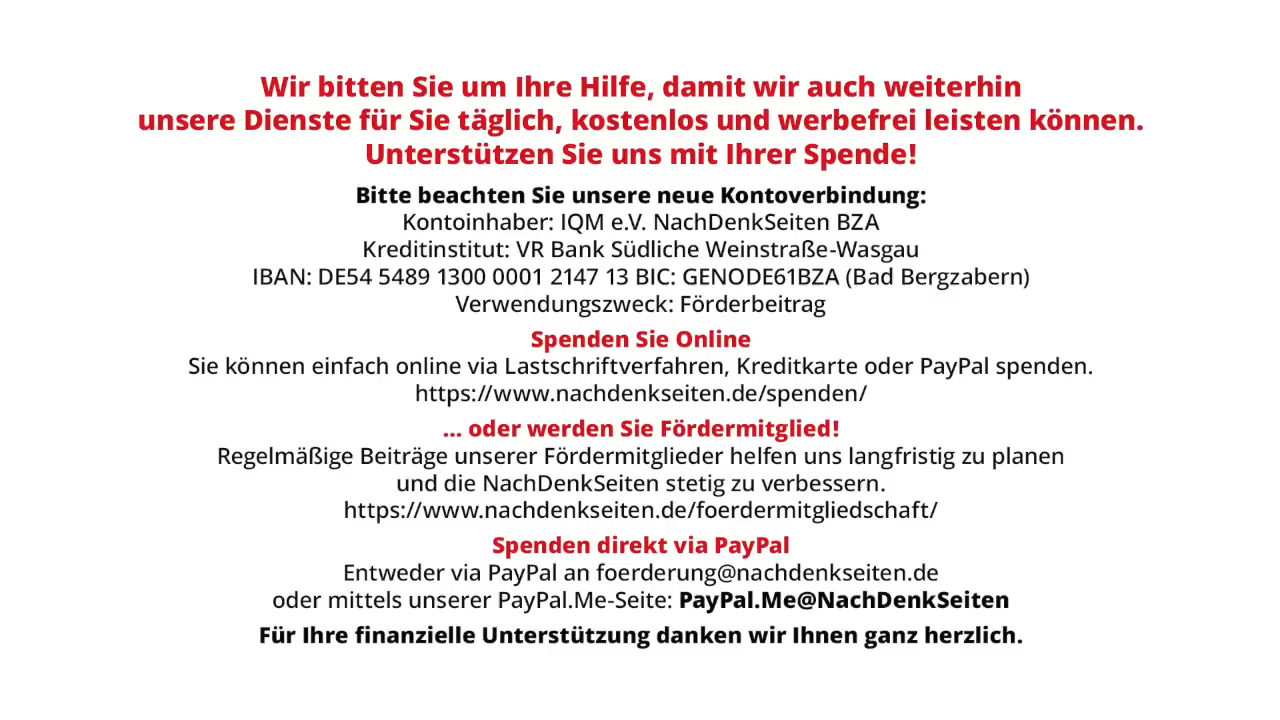 Wir bitten Sie um Ihre Hilfe, damit wir auch weiterhin
unsere Dienste für Sie täglich, kostenlos und werbefrei leisten können.
Unterstützen Sie uns mit Ihrer Spende!
Bitte beachten Sie unsere neue Kontoverbindung:
Kontoinhaber: IQM e.V. NachDenkSeiten BZA
Kreditinstitut: VR Bank Südliche Weinstraße-Wasgau
IBAN: DE54 5489 1300 0001 2147 13 BIC: GENODE61BZA (Bad Bergzabern)
Verwendungszweck: Förderbeitrag
Spenden Sie Online
Sie können einfach online via Lastschriftverfahren, Kreditkarte oder PayPal spenden.
https://www.nachdenkseiten.de/spenden/
... oder werden Sie Fördermitglied!
Regelmäßige Beiträge unserer Fördermitglieder helfen uns langfristig zu planen
und die NachDenkSeiten stetig zu verbessern.
https://www.nachdenkseiten.de/foerdermitgliedschaft/
Spenden direkt via PayPal
Entweder via PayPal an foerderung@nachdenkseiten.de
oder mittels unserer PayPal.Me-Seite: PayPal.Me@NachDenkSeiten
Für Ihre finanzielle Unterstützung danken wir Ihnen ganz herzlich.